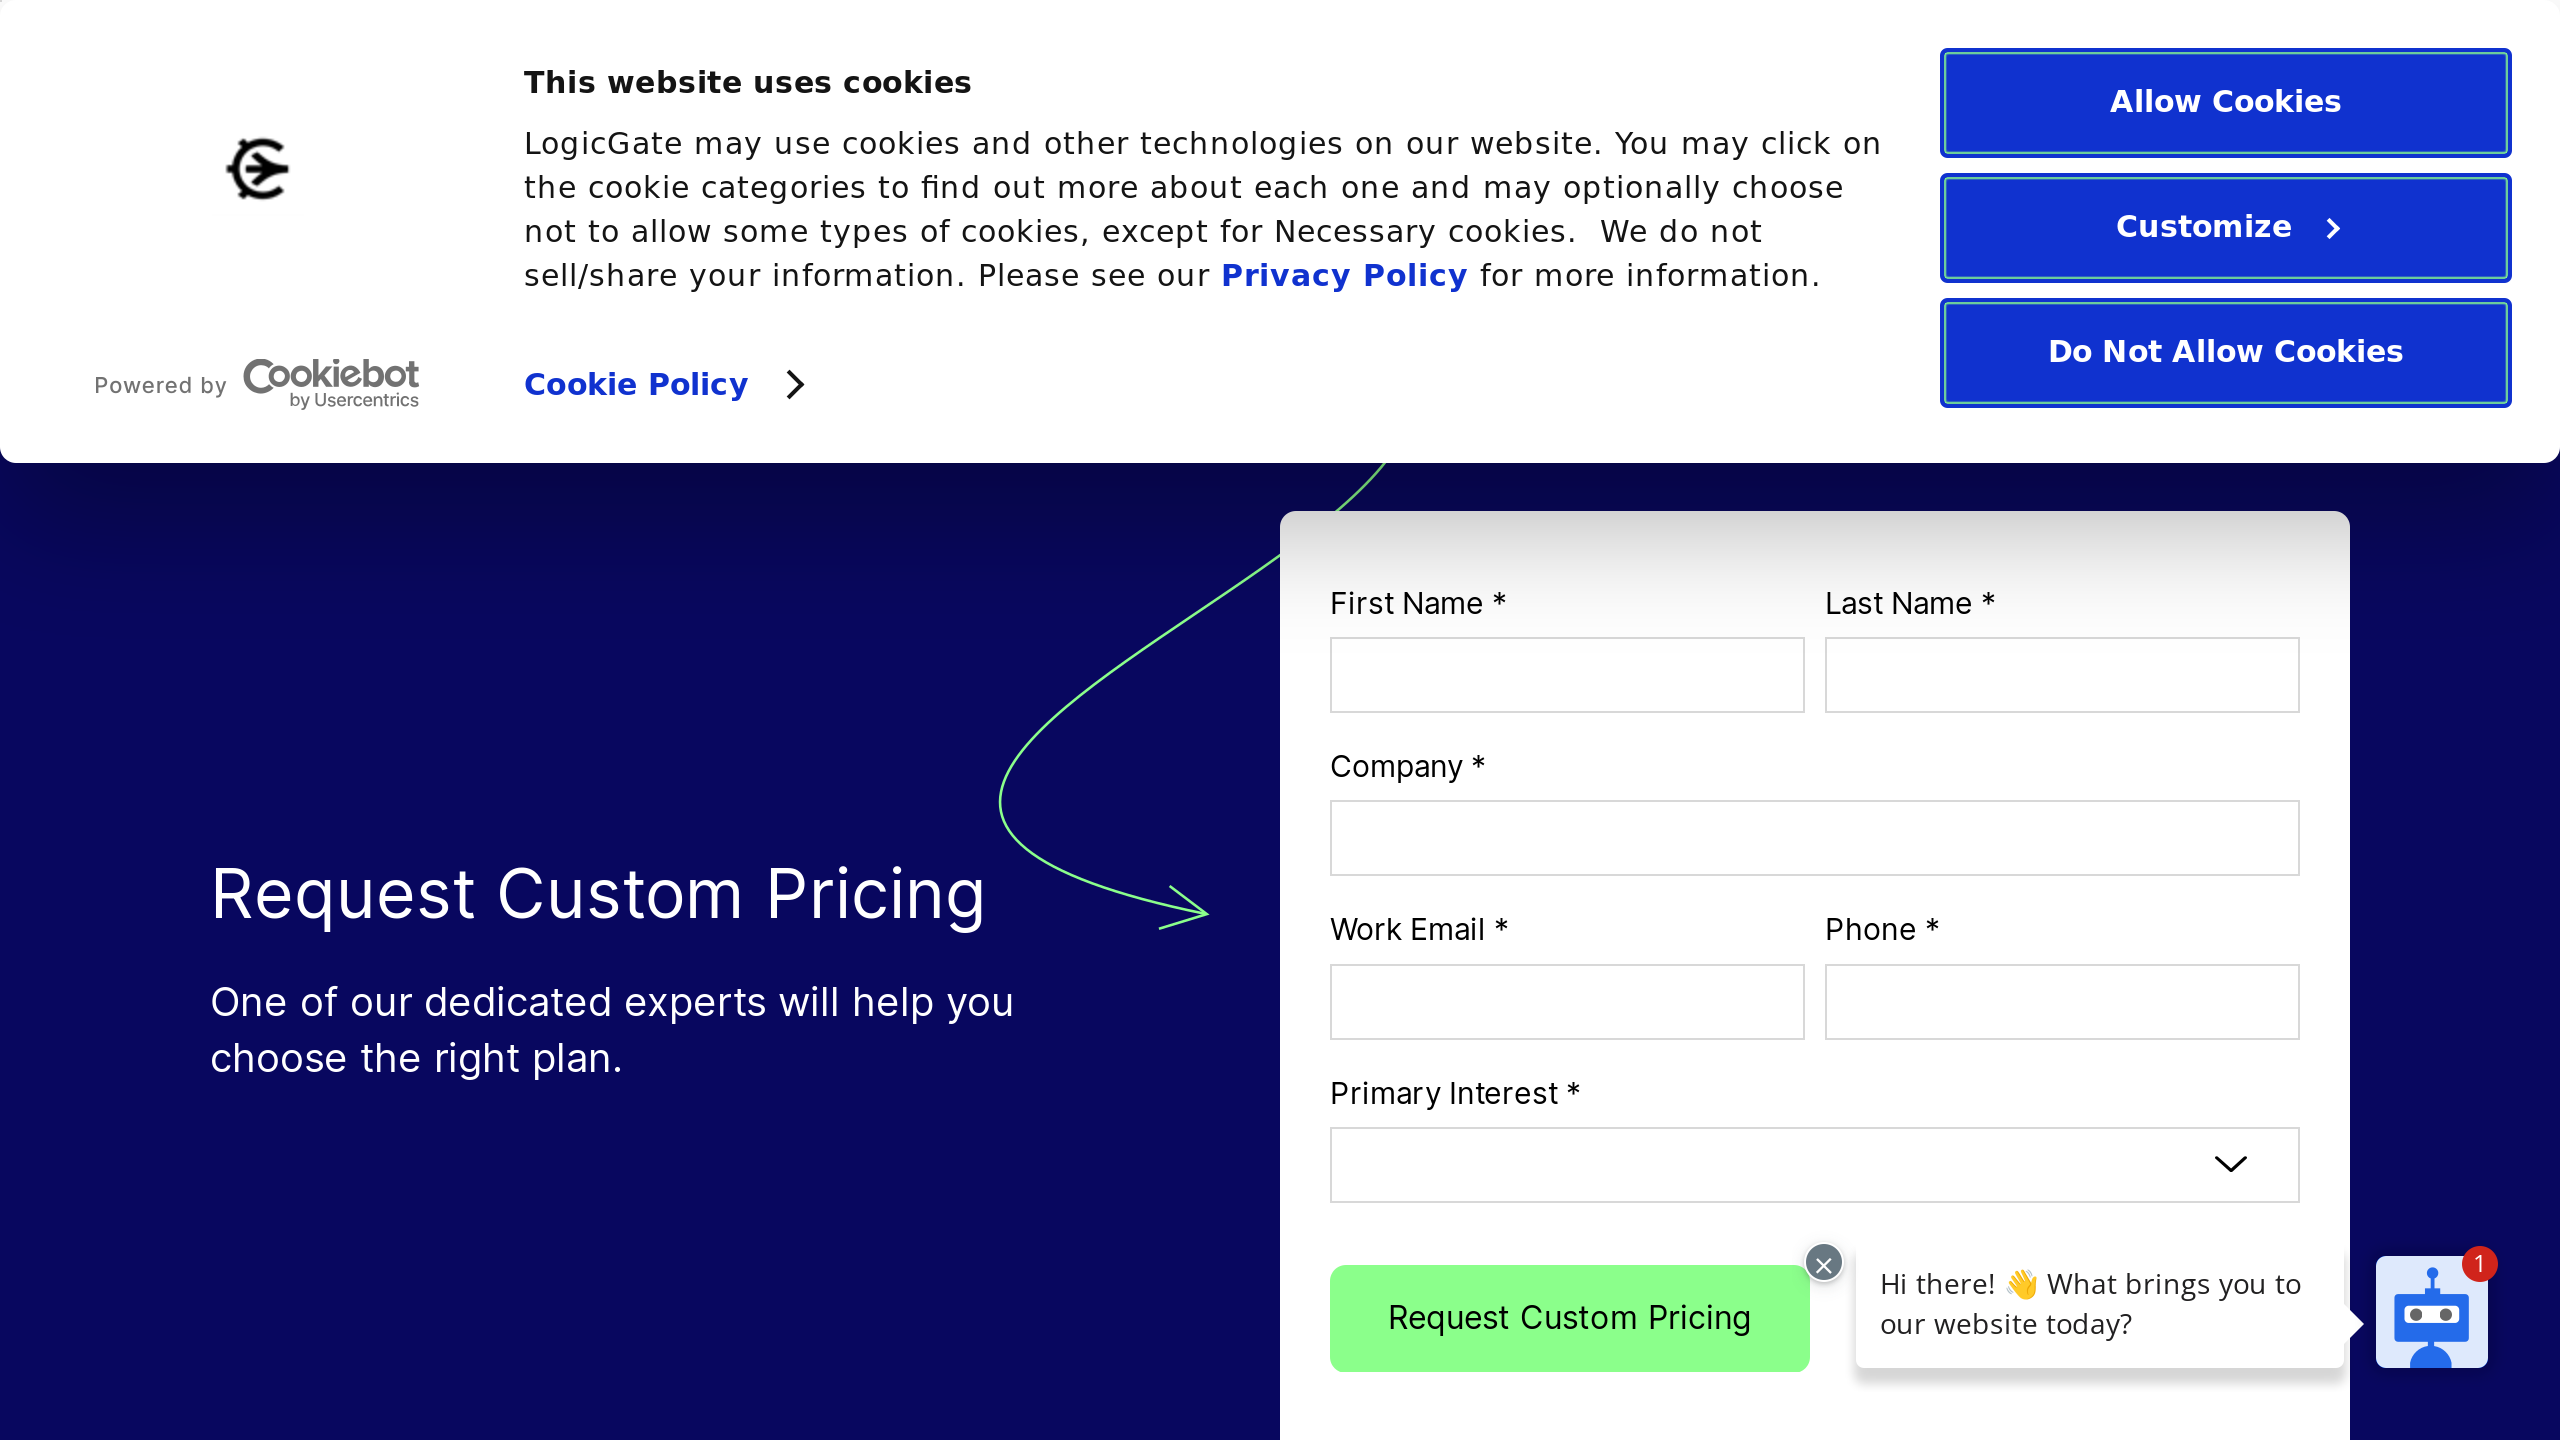 This website uses cookies
LogicGate may use cookies and other technologies on our website. You may click on
the cookie categories to find out more about each one and may optionally choose
not to allow some types of cookies, except for Necessary cookies.  We do not
sell/share your information. Please see our Privacy Policy for more information.
Powered by Cookiebot
by Usercentrics
Cookie Policy
Allow Cookies
Customize
Do Not Allow Cookies
Request Custom Pricing
One of our dedicated experts will help you
choose the right plan.
First Name *
Last Name *
Company *
Work Email *
Phone *
Primary Interest *
Request Custom Pricing
Hi there! 👋 What brings you to
our website today?
1